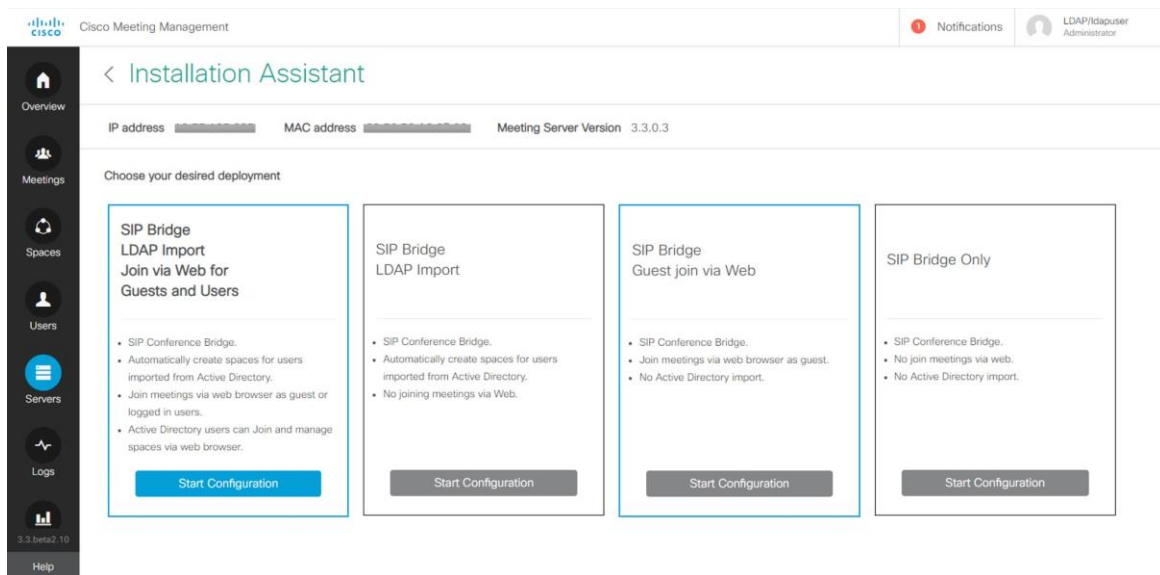 CISCO
Cisco Meeting Management
1
Notifications
LDAP/ldapuser
Administrator
Overview
Meetings
Spaces
Users
Servers
Logs
3.3.beta2.10
Help
< Installation Assistant
IP address
MAC address
Meeting Server Version 3.3.0.3
Choose your desired deployment
SIP Bridge
LDAP Import
Join via Web for
Guests and Users
• SIP Conference Bridge.
• Automatically create spaces for users
imported from Active Directory.
• Join meetings via web browser as guest or
logged in users.
• Active Directory users can Join and manage
spaces via web browser.
Start Configuration
SIP Bridge
LDAP Import
• SIP Conference Bridge.
• Automatically create spaces for users
imported from Active Directory.
• No joining meetings via Web.
Start Configuration
SIP Bridge
Guest join via Web
• SIP Conference Bridge.
• Join meetings via web browser as guest.
• No Active Directory import.
Start Configuration
SIP Bridge Only
• SIP Conference Bridge.
• No join meetings via web.
• No Active Directory import.
Start Configuration